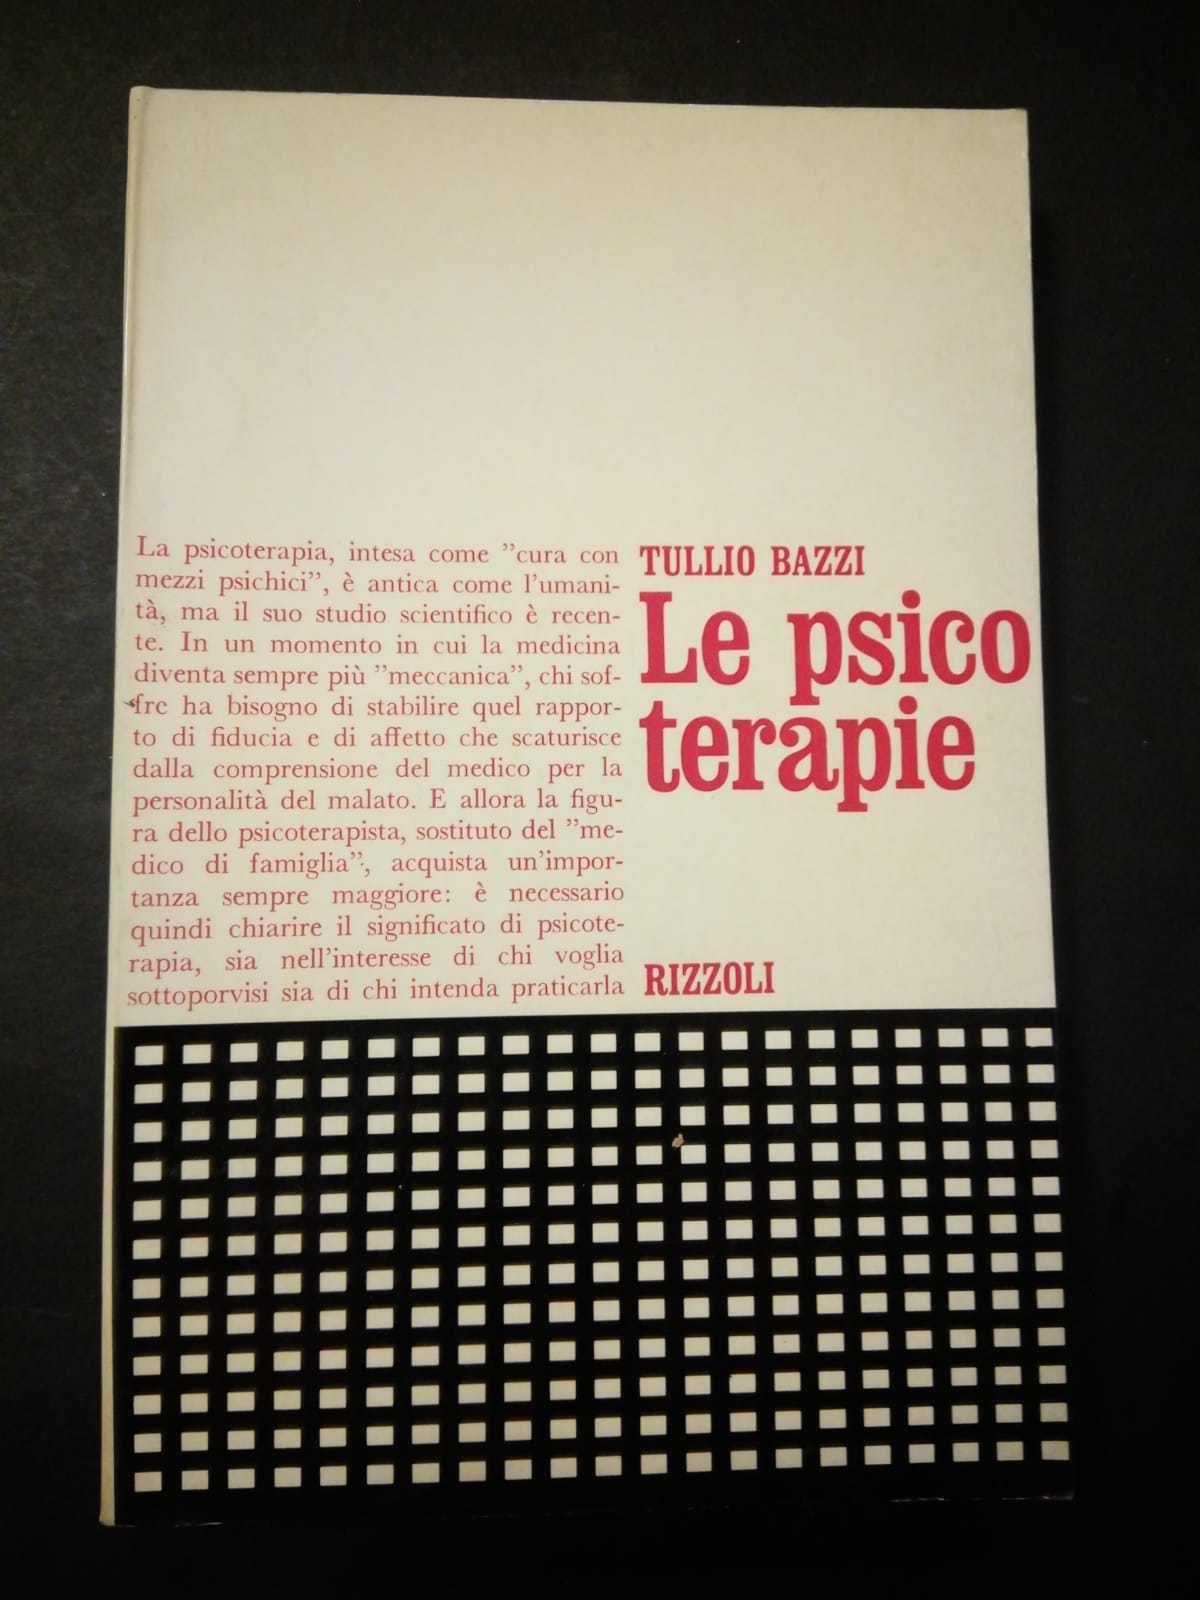 La psicoterapia, intesa come ”cura con
mezzi psichici”, è antica come l’umani-
tà, ma il suo studio scientifico è recen-
te. In un momento in cui la medicina
diventa sempre più ”meccanica”, chi sof-
fre ha bisogno di stabilire quel rappor-
to di fiducia e di affetto che scaturisce
dalla comprensione del medico per la
personalità del malato. E allora la figu-
ra dello psicoterapista, sostituto del ”me-
dico di famiglia”, acquista un’impor-
tanza sempre maggiore: è necessario
quindi chiarire il significato di psicote-
rapia, sia nell’interesse di chi voglia
sottoporvisi sia di chi intenda praticarla
TULLIO BAZZI
Le psico
terapie
RIZZOLI